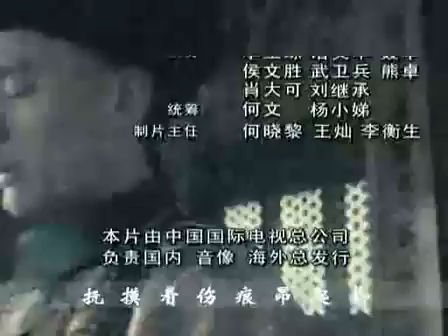 侯文胜 武卫兵 熊卓
肖大可 刘继承
统筹 何文 杨小娣
制片主任 何晓黎 王灿 李衡生
本片由中国国际电视总公司
负责国内 音像 海外总发行
抚摸着伤痕昂